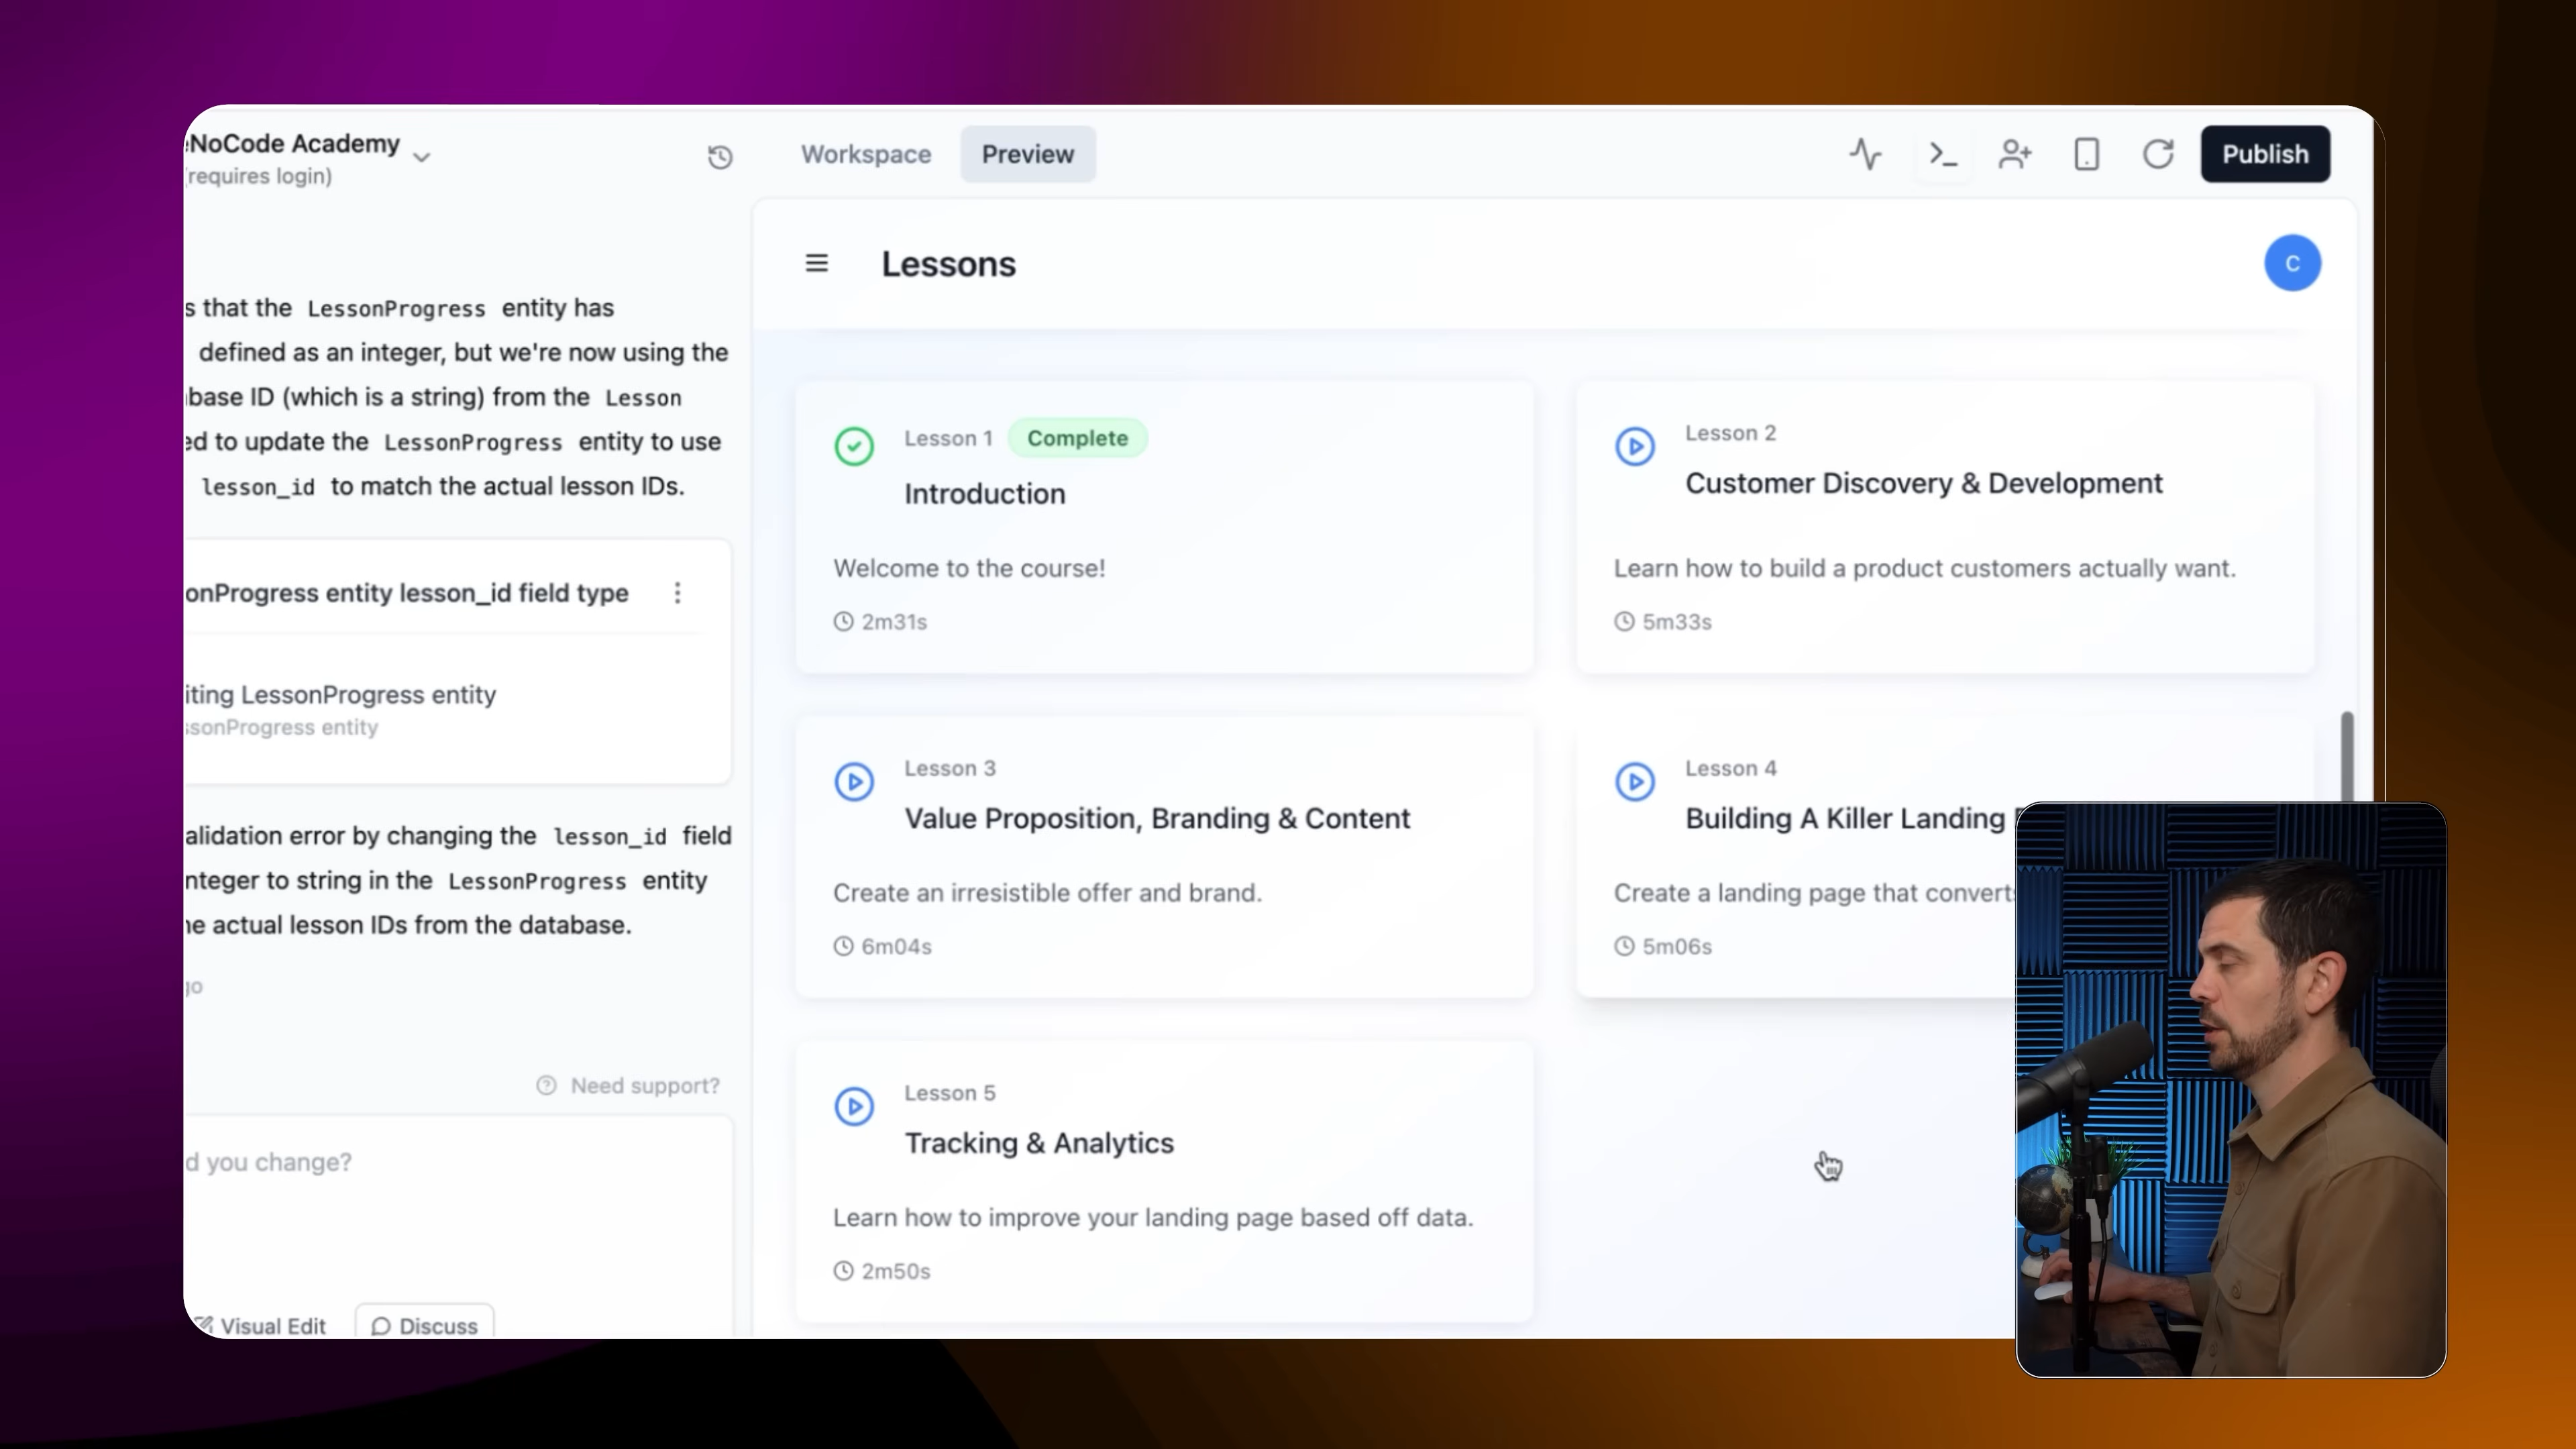 NoCode Academy
(requires login)
Workspace
Preview
Publish
s that the LessonProgress entity has
defined as an integer, but we're now using the
base ID (which is a string) from the Lesson
ed to update the LessonProgress entity to use
lesson_id to match the actual lesson IDs.
onProgress entity lesson_id field type
iting LessonProgress entity
ssonProgress entity
alidation error by changing the lesson_id field
nteger to string in the LessonProgress entity
he actual lesson IDs from the database.
go
Need support?
d you change?
Visual Edit
Discuss
Lessons
C
Lesson 1 Complete
Introduction
Welcome to the course!
2m31s
Lesson 2
Customer Discovery & Development
Learn how to build a product customers actually want.
5m33s
Lesson 3
Value Proposition, Branding & Content
Create an irresistible offer and brand.
6m04s
Lesson 4
Building A Killer Landing
Create a landing page that converts
5m06s
Lesson 5
Tracking & Analytics
Learn how to improve your landing page based off data.
2m50s